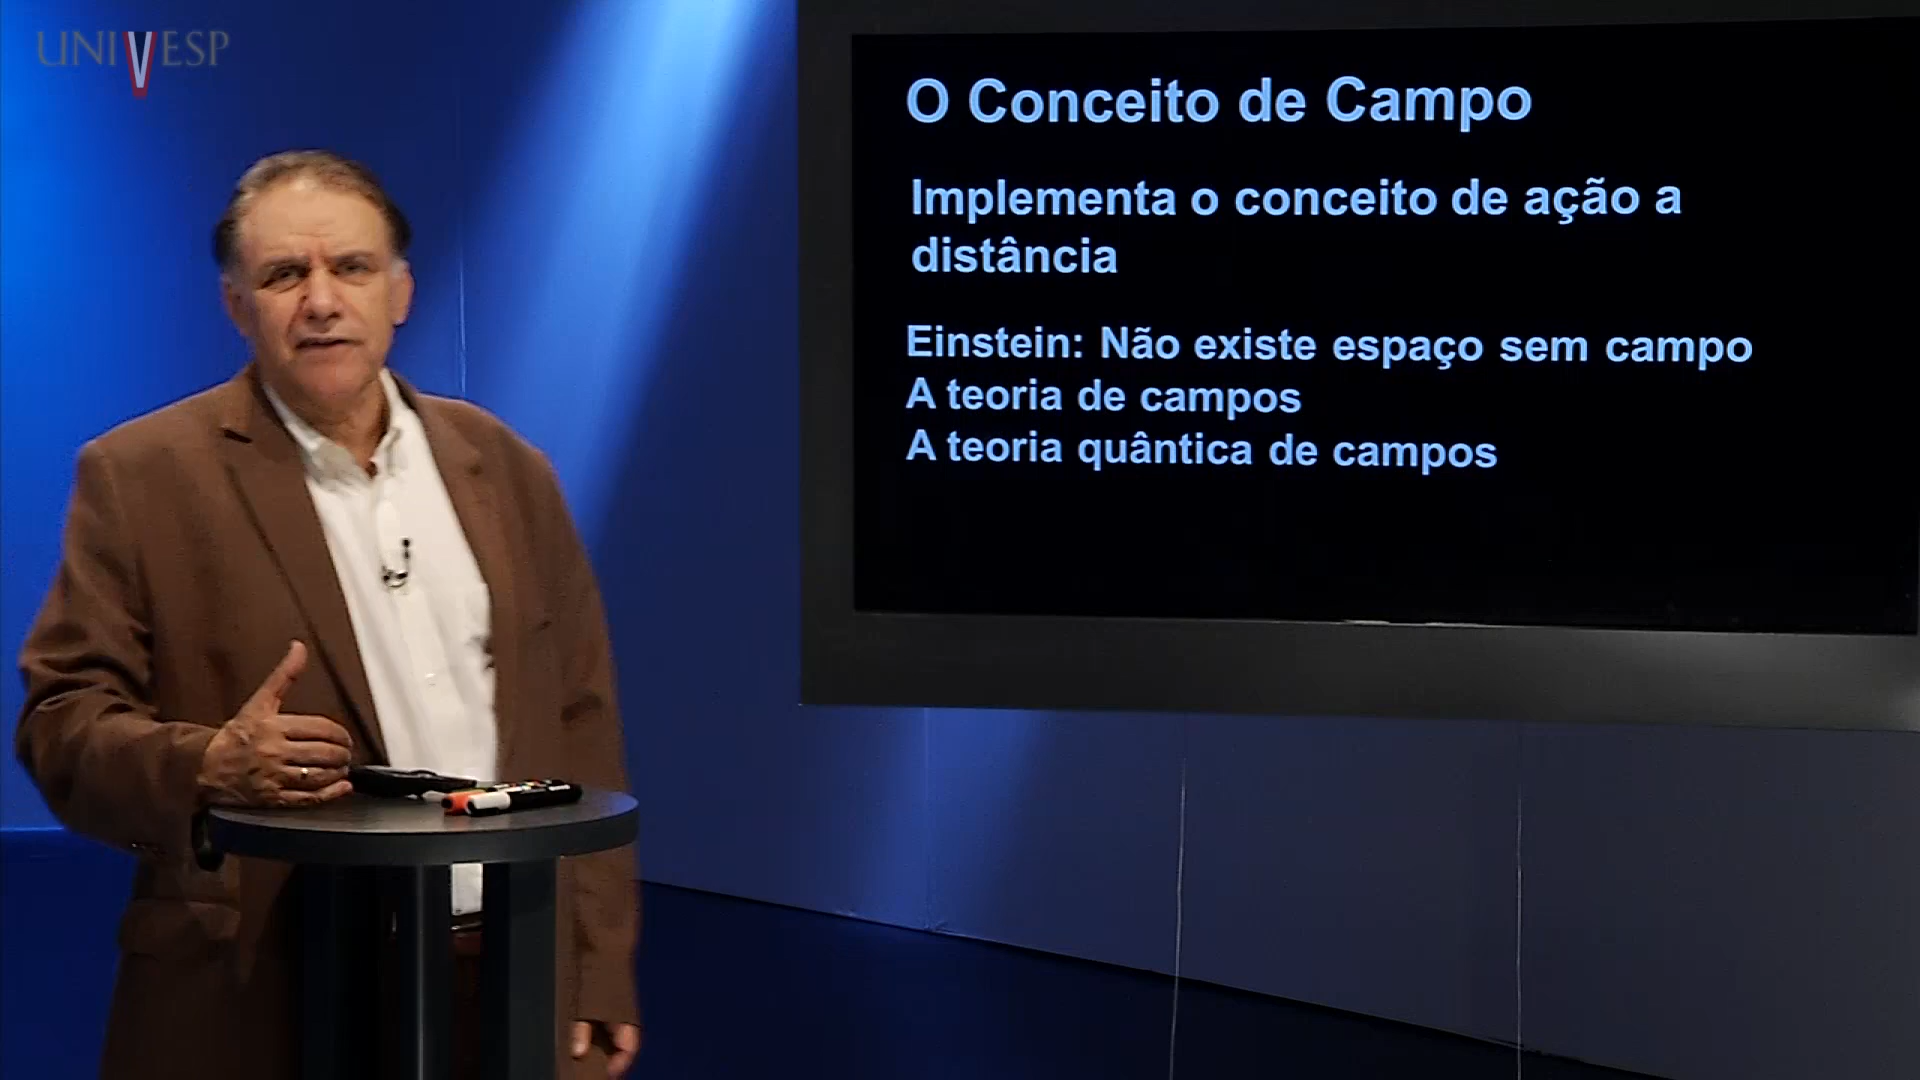 UNIVESP
O Conceito de Campo
Implementa o conceito de ação a
distância
Einstein: Não existe espaço sem campo
A teoria de campos
A teoria quântica de campos